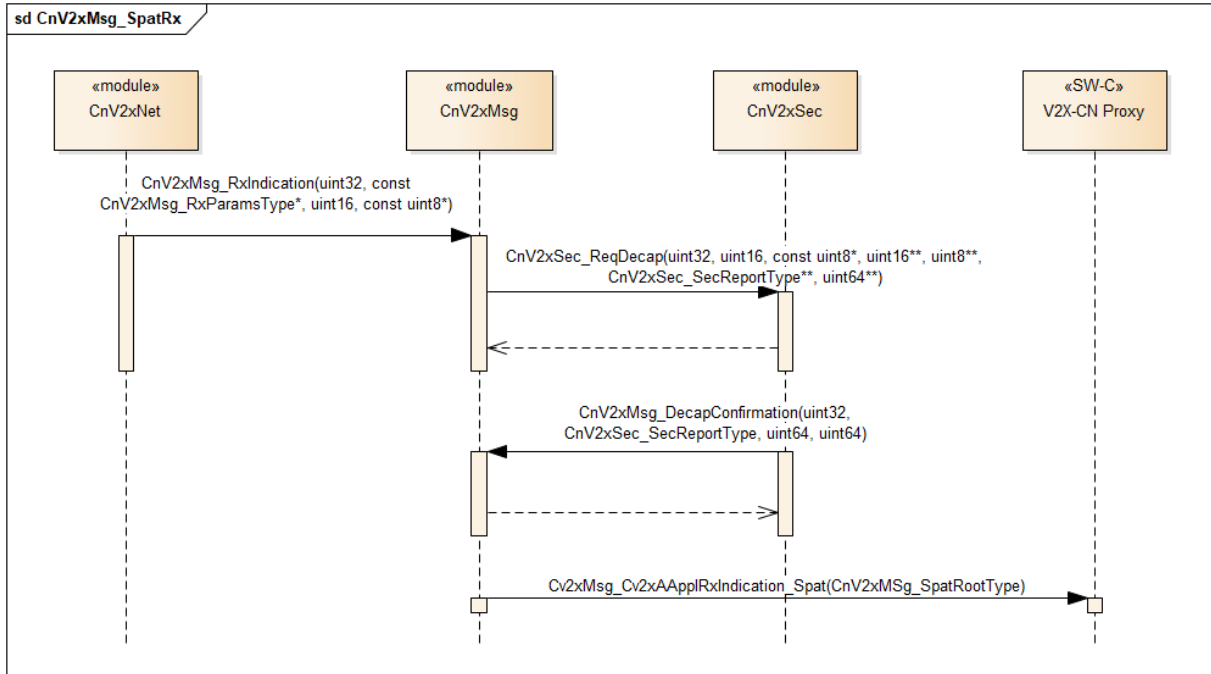 sd CnV2xMsg_SpatRx
«module»
CnV2xNet
«module»
CnV2xMsg
«module»
CnV2xSec
«SW-C»
V2X-CN Proxy
CnV2xMsg_RxIndication(uint32, const
CnV2xMsg_RxParamsType*, uint16, const uint8*)
CnV2xSec_ReqDecap(uint32, uint16, const uint8*, uint16**, uint8**,
CnV2xSec_SecReportType**, uint64**)
CnV2xMsg_DecapConfirmation(uint32,
CnV2xSec_SecReportType, uint64, uint64)
Cv2xMsg_Cv2xAApplRxIndication_Spat(CnV2xMSg_SpatRootType)